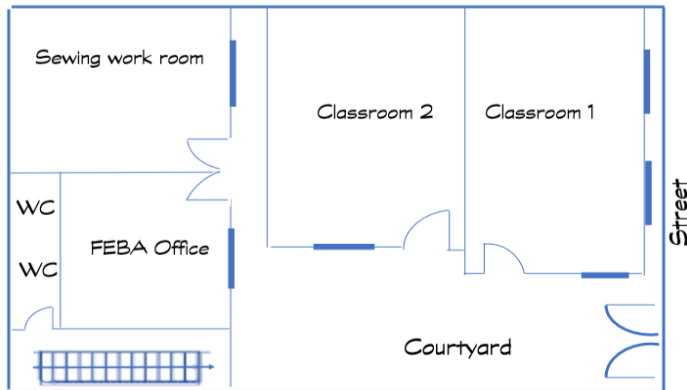 Sewing work room
Classroom 2
Classroom 1
WC
Street
FEBA Office
WC
Courtyard